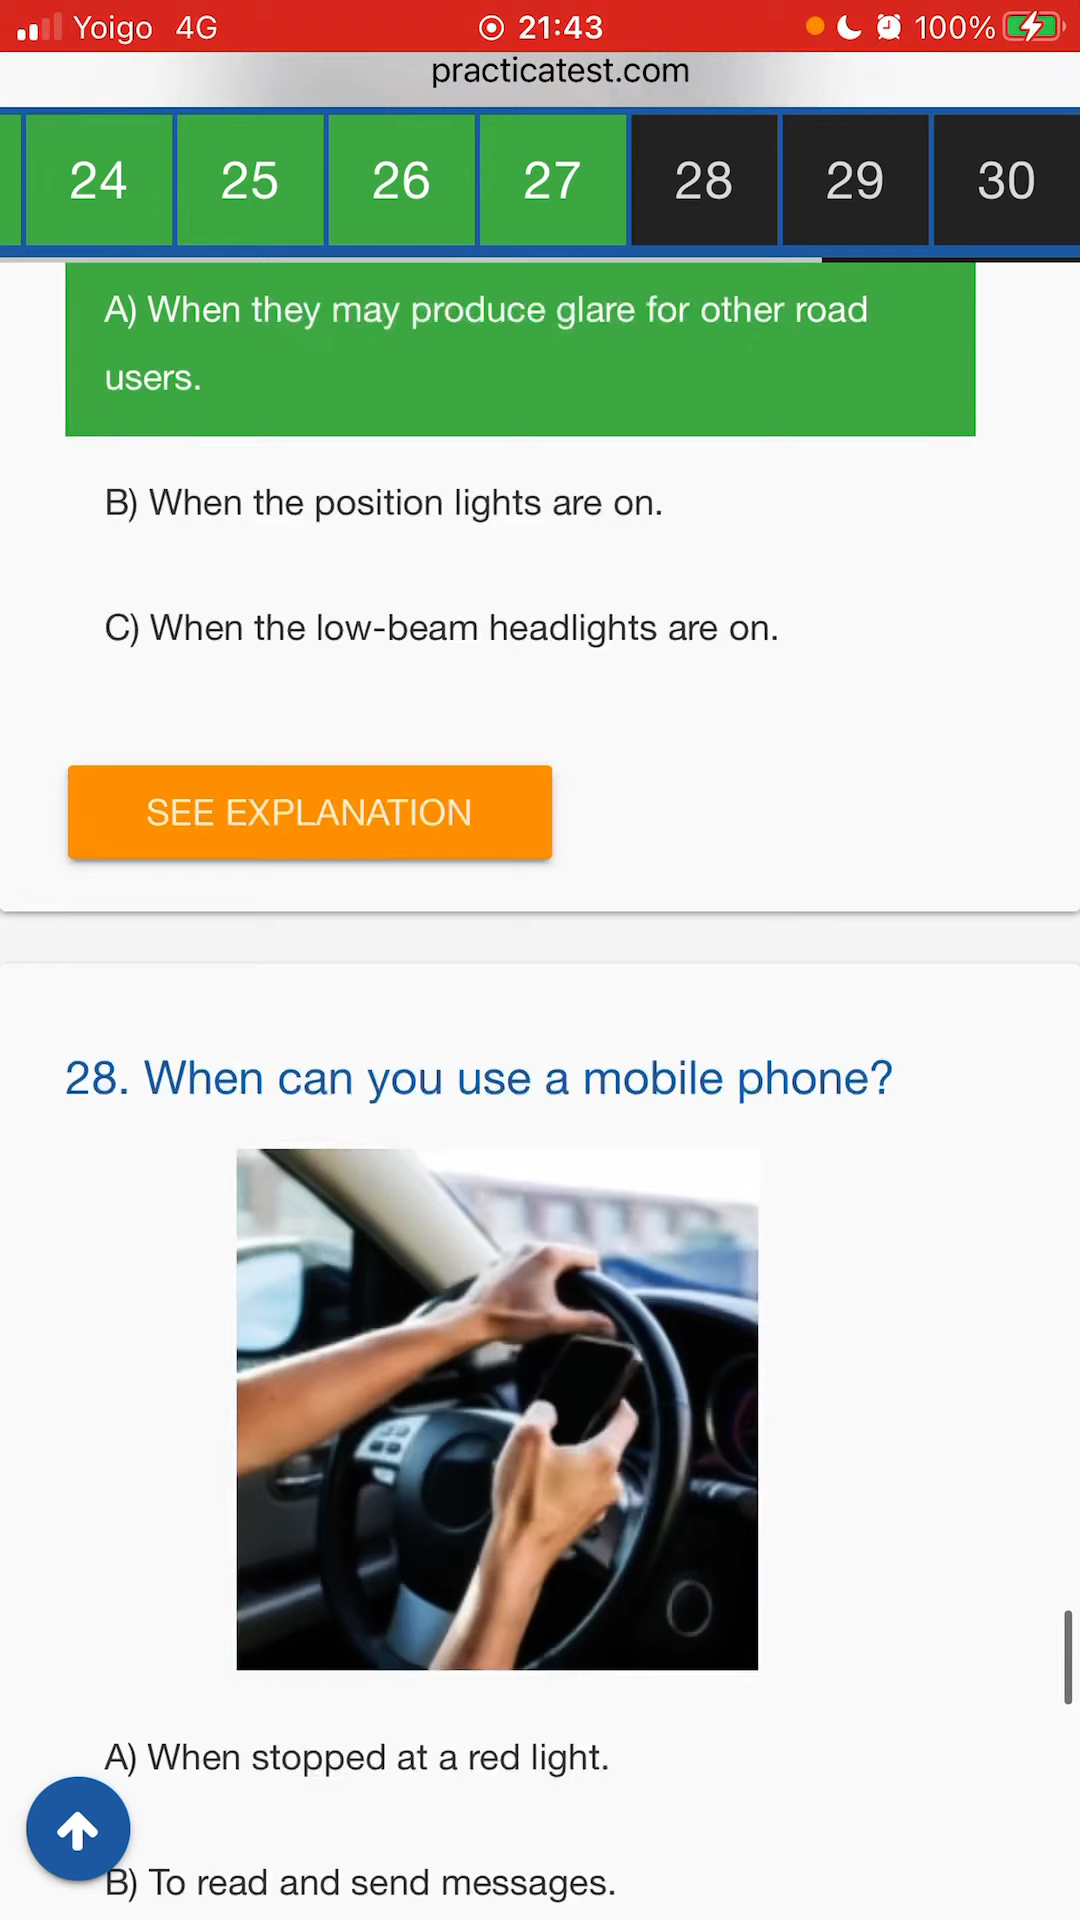 Yoigo 4G 21:43 100%
practicatest.com
24 25 26 27 28 29 30
A) When they may produce glare for other road
users.
B) When the position lights are on.
C) When the low-beam headlights are on.
SEE EXPLANATION
28. When can you use a mobile phone?
A) When stopped at a red light.
B) To read and send messages.